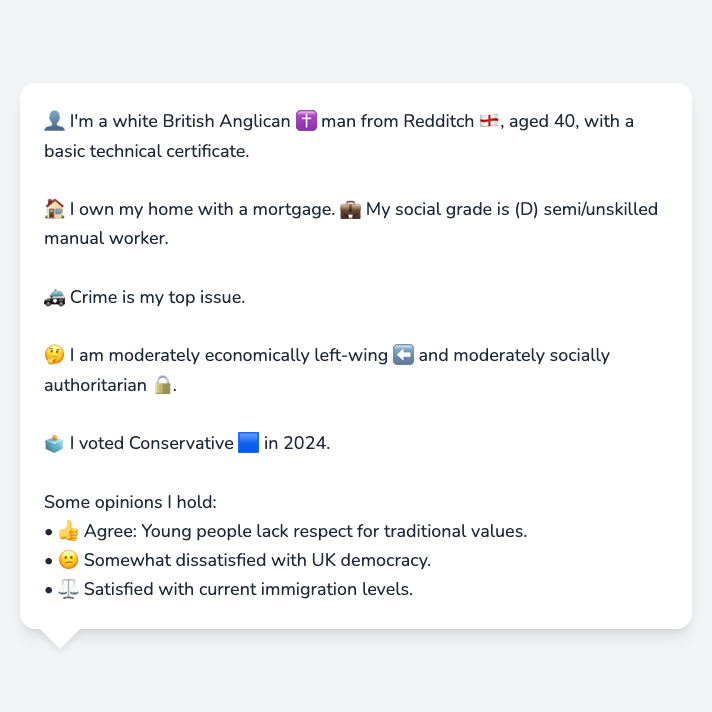 👤 I'm a white British Anglican ✝️ man from Redditch 🏴󠁧󠁢󠁥󠁮󠁧󠁿, aged 40, with a
basic technical certificate.
🏠 I own my home with a mortgage. 💼 My social grade is (D) semi/unskilled
manual worker.
🚓 Crime is my top issue.
🤔 I am moderately economically left-wing ⬅️ and moderately socially
authoritarian 🔒.
🗳️ I voted Conservative 🟦 in 2024.
Some opinions I hold:
• 👍 Agree: Young people lack respect for traditional values.
• 🙁 Somewhat dissatisfied with UK democracy.
• ⚖️ Satisfied with current immigration levels.